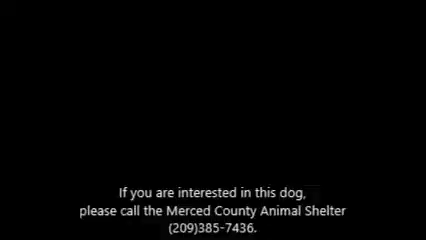 If you are interested in this dog,
please call the Merced County Animal Shelter
(209)385-7436.